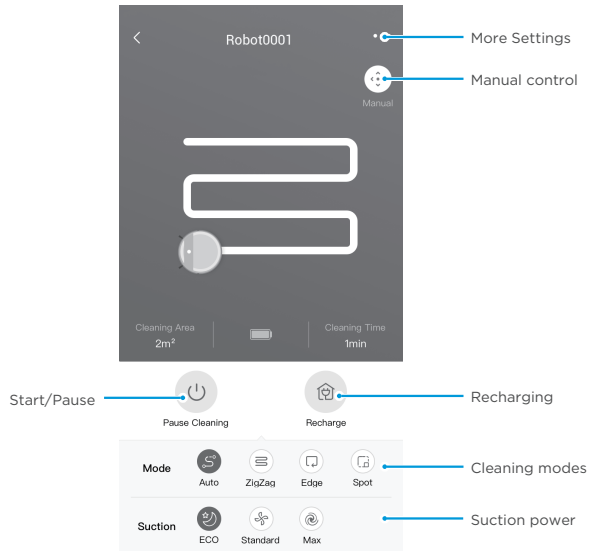 Robot0001
More Settings
Manual control
Manual
Cleaning Area
2m²
Cleaning Time
1min
Start/Pause
Pause Cleaning
Recharge
Recharging
Mode
Auto
ZigZag
Edge
Spot
Cleaning modes
Suction
ECO
Standard
Max
Suction power